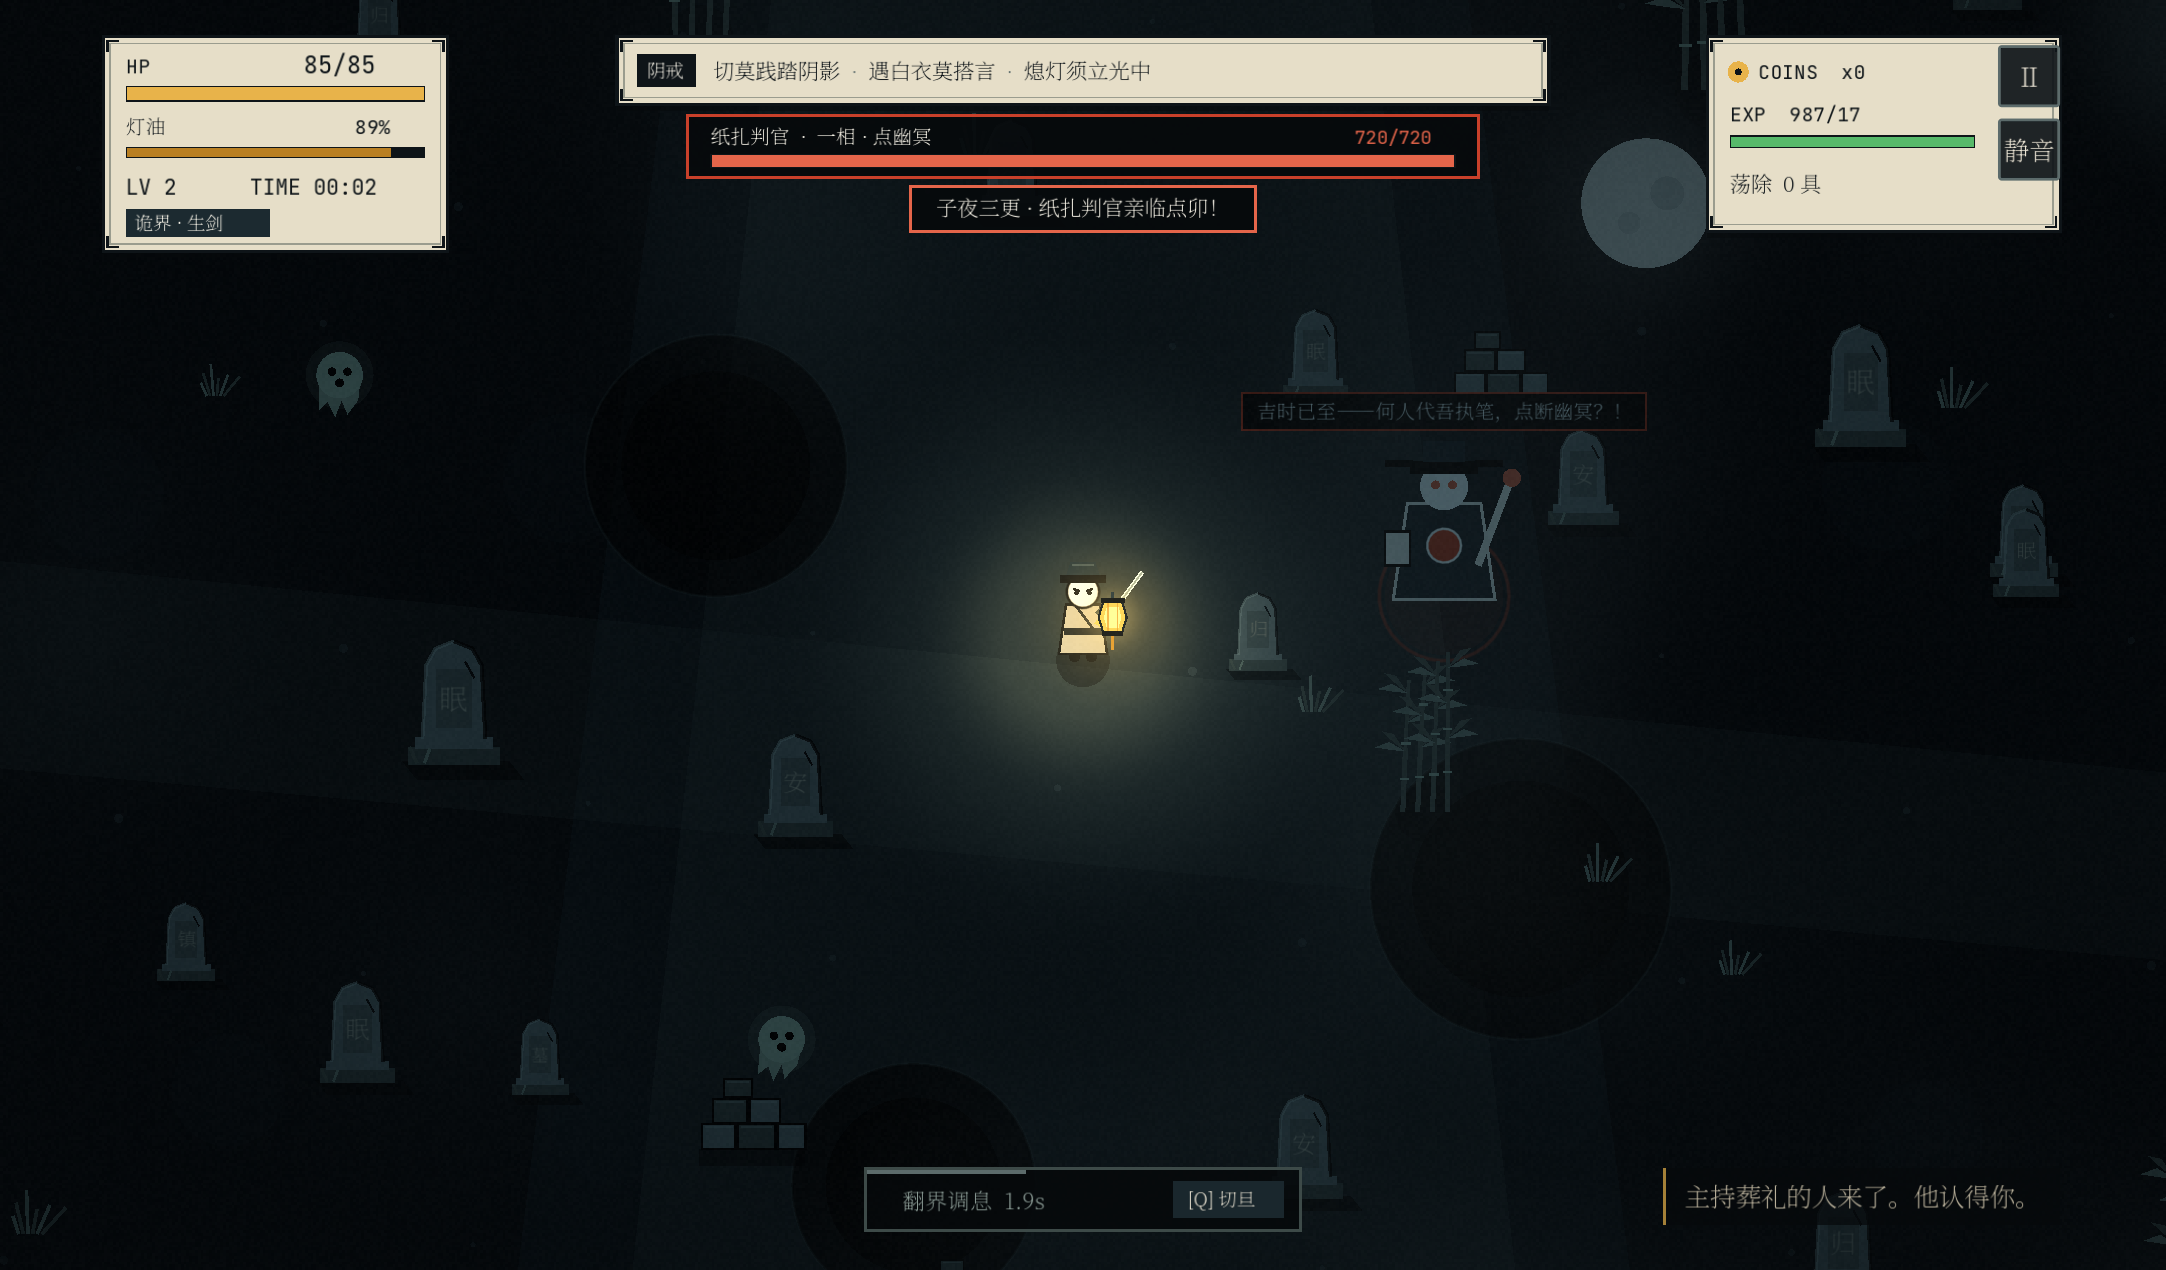 HP 85/85
灯油 89%
LV 2 TIME 00:02
诡界 · 生剑
阴戒 切莫践踏阴影 · 遇白衣莫搭言 · 熄灯须立光中
纸扎判官 · 一相 · 点幽冥 720/720
子夜三更 · 纸扎判官亲临点卯!
COINS x0
EXP 987/17
荡除 0 具
II
静音
归
眠
眠
吉时已至——何人代吾执笔,点断幽冥?!
安
眠
归
眠
安
镇
眠
墓
安
翻界调息 1.9s
[Q] 切旦
主持葬礼的人来了。他认得你。
归